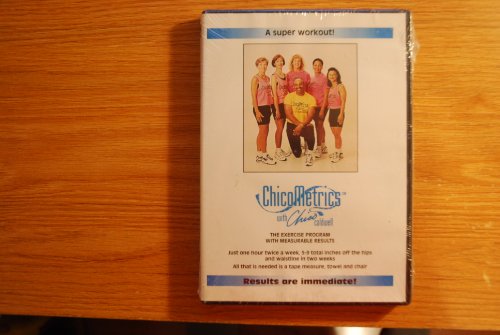 A super workout!
ChicoMetrics™
with Chico caldwell
THE EXERCISE PROGRAM
WITH MEASURABLE RESULTS
Just one hour twice a week, 5-9 total inches off the hips
and waistline in two weeks
All that is needed is a tape measure, towel and chair
Results are immediate!